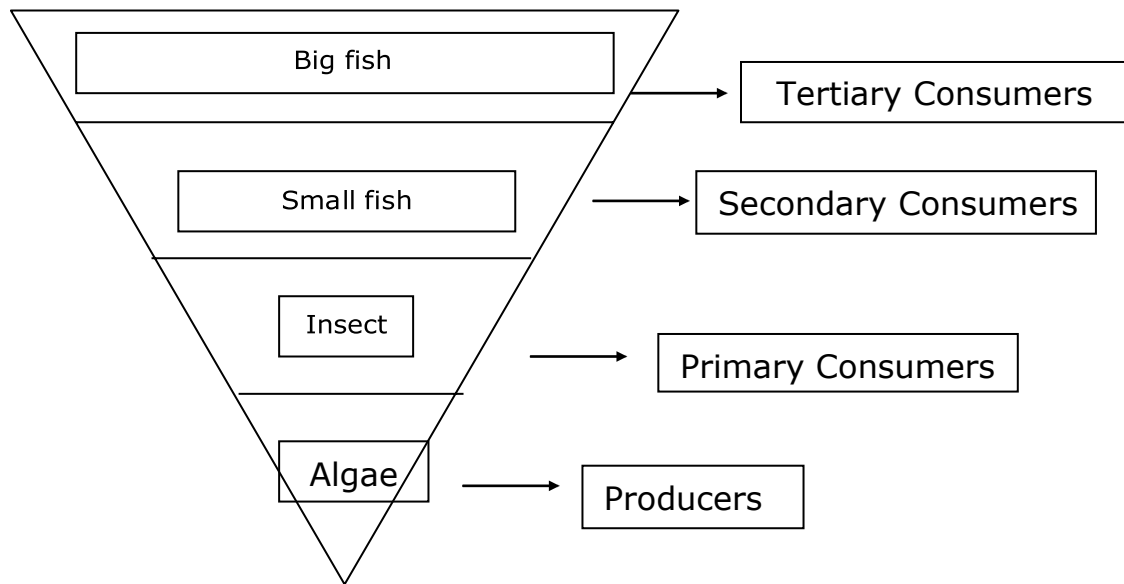 Big fish
Tertiary Consumers
Small fish
Secondary Consumers
Insect
Primary Consumers
Algae
Producers